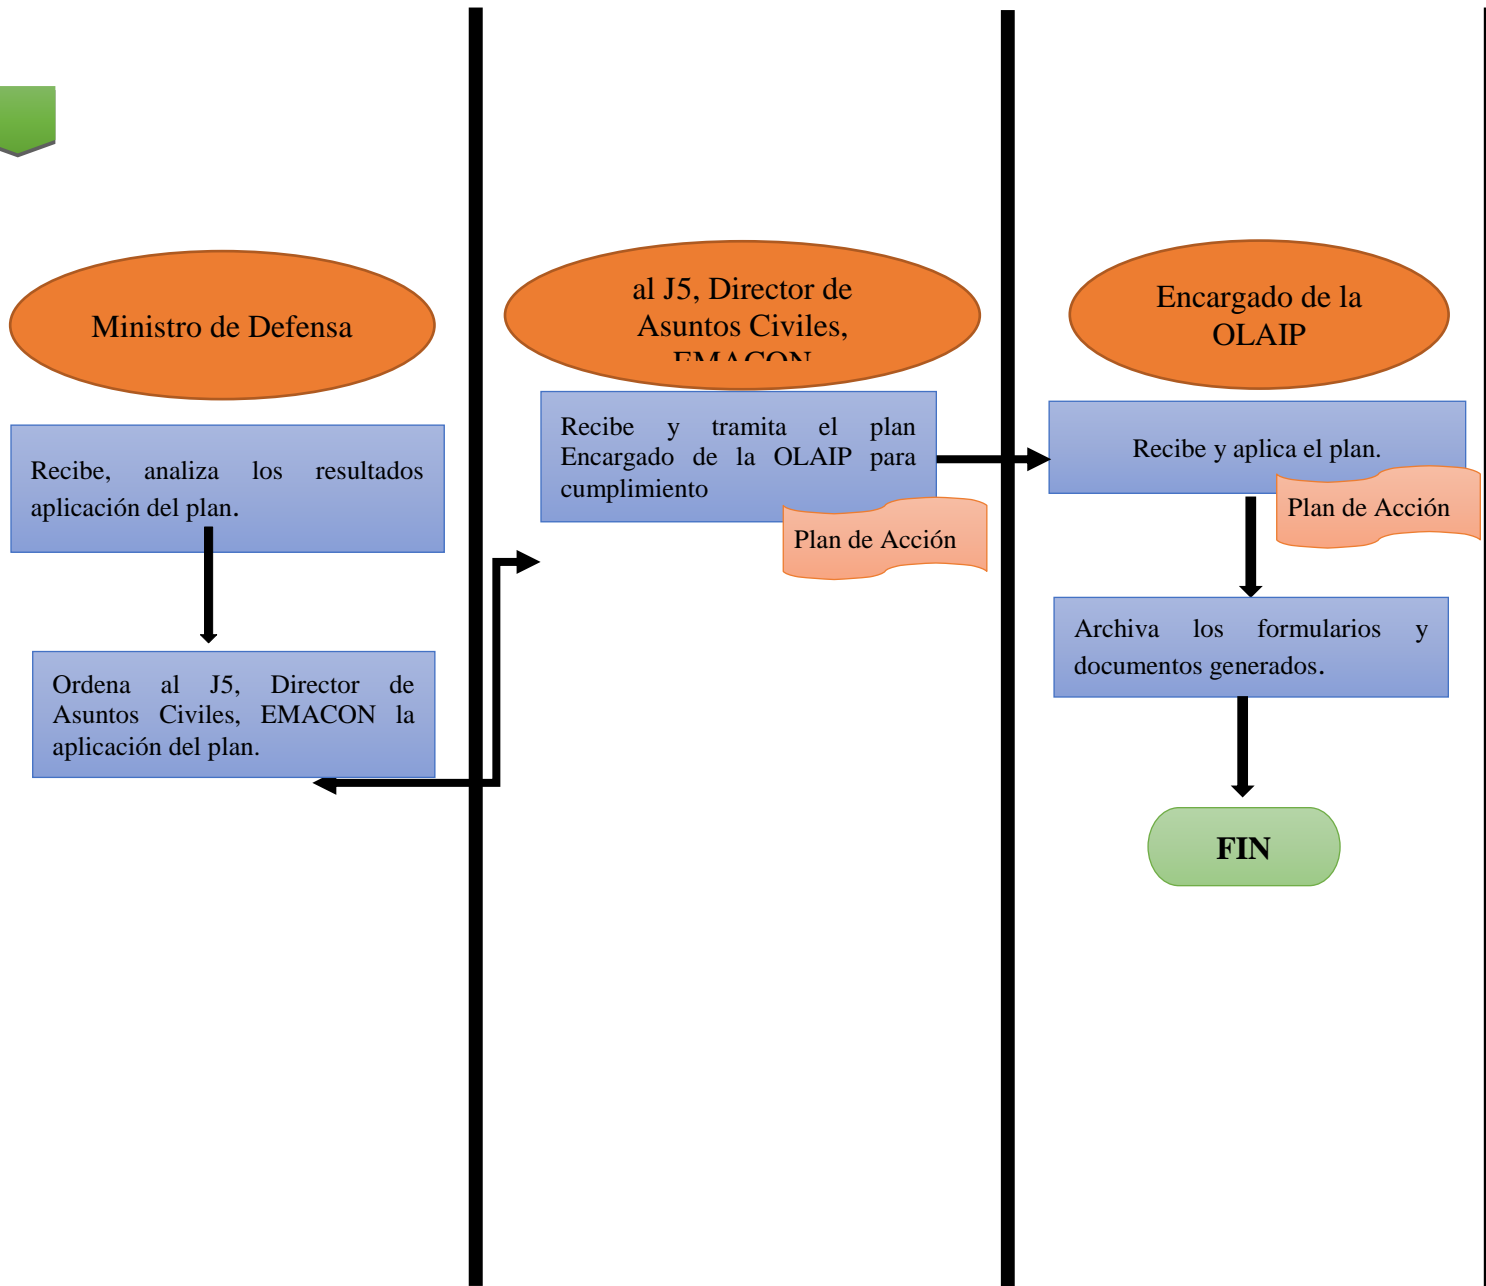 Ministro de Defensa
Recibe, analiza los resultados
aplicación del plan.
Ordena al J5, Director de
Asuntos Civiles, EMACON la
aplicación del plan.
al J5, Director de
Asuntos Civiles,
EMACON
Recibe y tramita el plan
Encargado de la OLAIP para
cumplimiento
Plan de Acción
Encargado de la
OLAIP
Recibe y aplica el plan.
Plan de Acción
Archiva los formularios y
documentos generados.
FIN